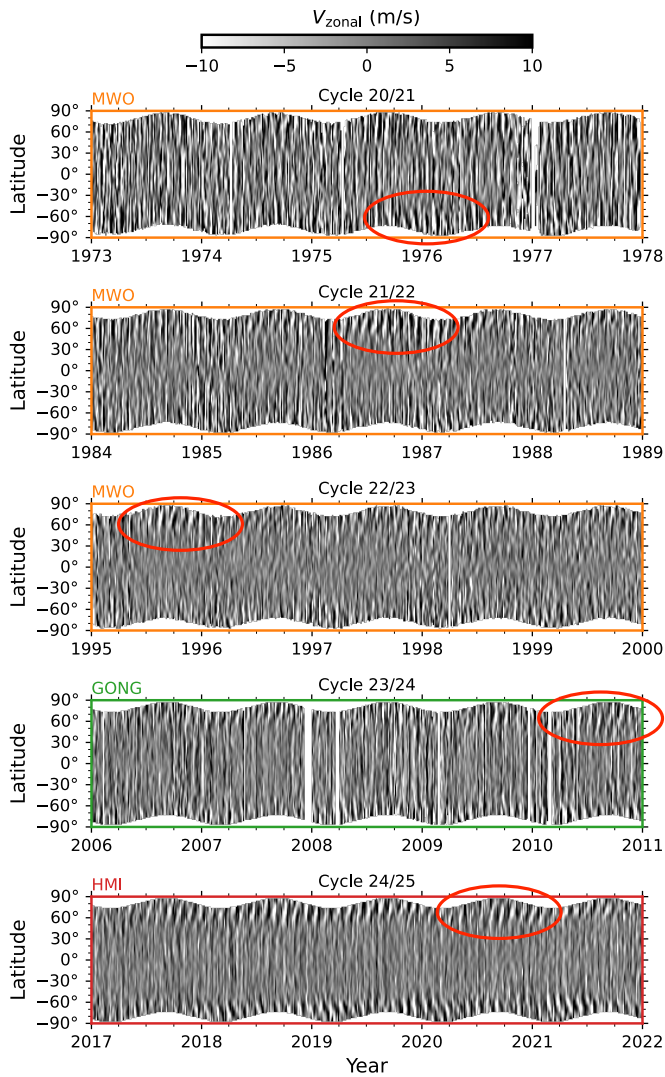 V_zonal (m/s)
−10 −5 0 5 10
MWO Cycle 20/21
90°
60°
30°
0°
−30°
−60°
−90°
Latitude
1973 1974 1975 1976 1977 1978
MWO Cycle 21/22
90°
60°
30°
0°
−30°
−60°
−90°
Latitude
1984 1985 1986 1987 1988 1989
MWO Cycle 22/23
90°
60°
30°
0°
−30°
−60°
−90°
Latitude
1995 1996 1997 1998 1999 2000
GONG Cycle 23/24
90°
60°
30°
0°
−30°
−60°
−90°
Latitude
2006 2007 2008 2009 2010 2011
HMI Cycle 24/25
90°
60°
30°
0°
−30°
−60°
−90°
Latitude
2017 2018 2019 2020 2021 2022
Year